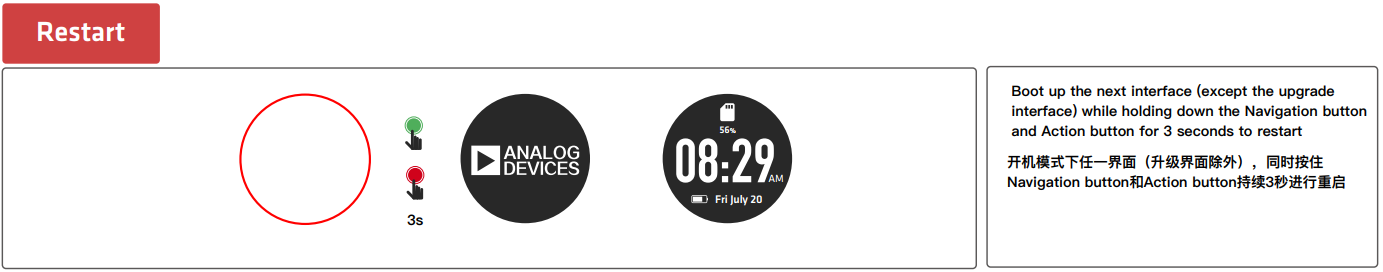 Restart
3s
ANALOG
DEVICES
56%
08:29
AM
Fri July 20
Boot up the next interface (except the upgrade
interface) while holding down the Navigation button
and Action button for 3 seconds to restart
开机模式下任一界面（升级界面除外），同时按住
Navigation button和Action button持续3秒进行重启